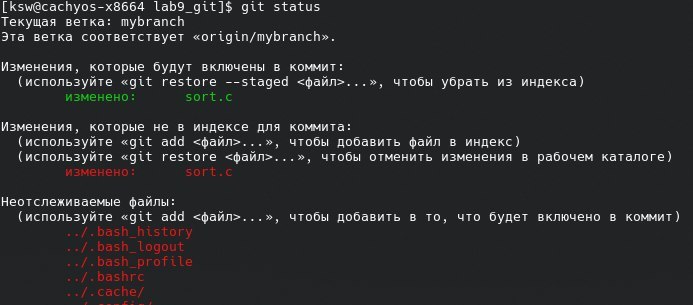 [ksw@cachyos-x8664 lab9_git]$ git status
Текущая ветка: mybranch
Эта ветка соответствует «origin/mybranch».

Изменения, которые будут включены в коммит:
  (используйте «git restore --staged <файл>...», чтобы убрать из индекса)
        изменено:      sort.c

Изменения, которые не в индексе для коммита:
  (используйте «git add <файл>...», чтобы добавить файл в индекс)
  (используйте «git restore <файл>...», чтобы отменить изменения в рабочем каталоге)
        изменено:      sort.c

Неотслеживаемые файлы:
  (используйте «git add <файл>...», чтобы добавить в то, что будет включено в коммит)
        ../.bash_history
        ../.bash_logout
        ../.bash_profile
        ../.bashrc
        ../.cache/